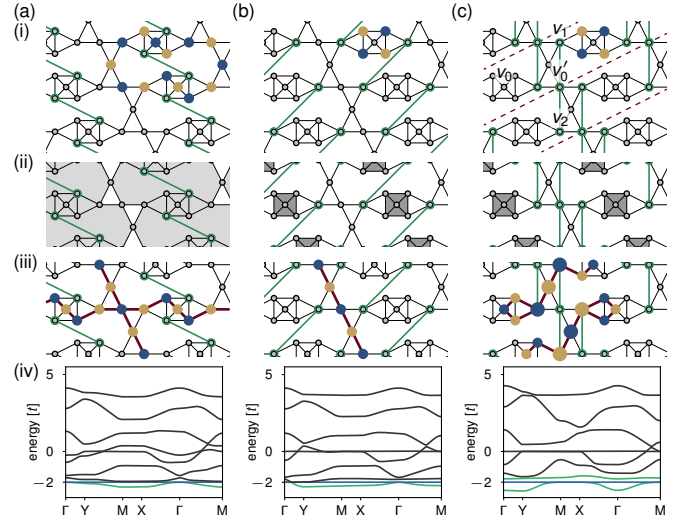 (a) (b) (c)
(i)
v₁
v₀ v₀′
v₂
(ii)
(iii)
(iv)
5 5 5
energy [t] energy [t] energy [t]
0 0 0
−2 −2 −2
Γ Y M X Γ M Γ Y M X Γ M Γ Y M X Γ M